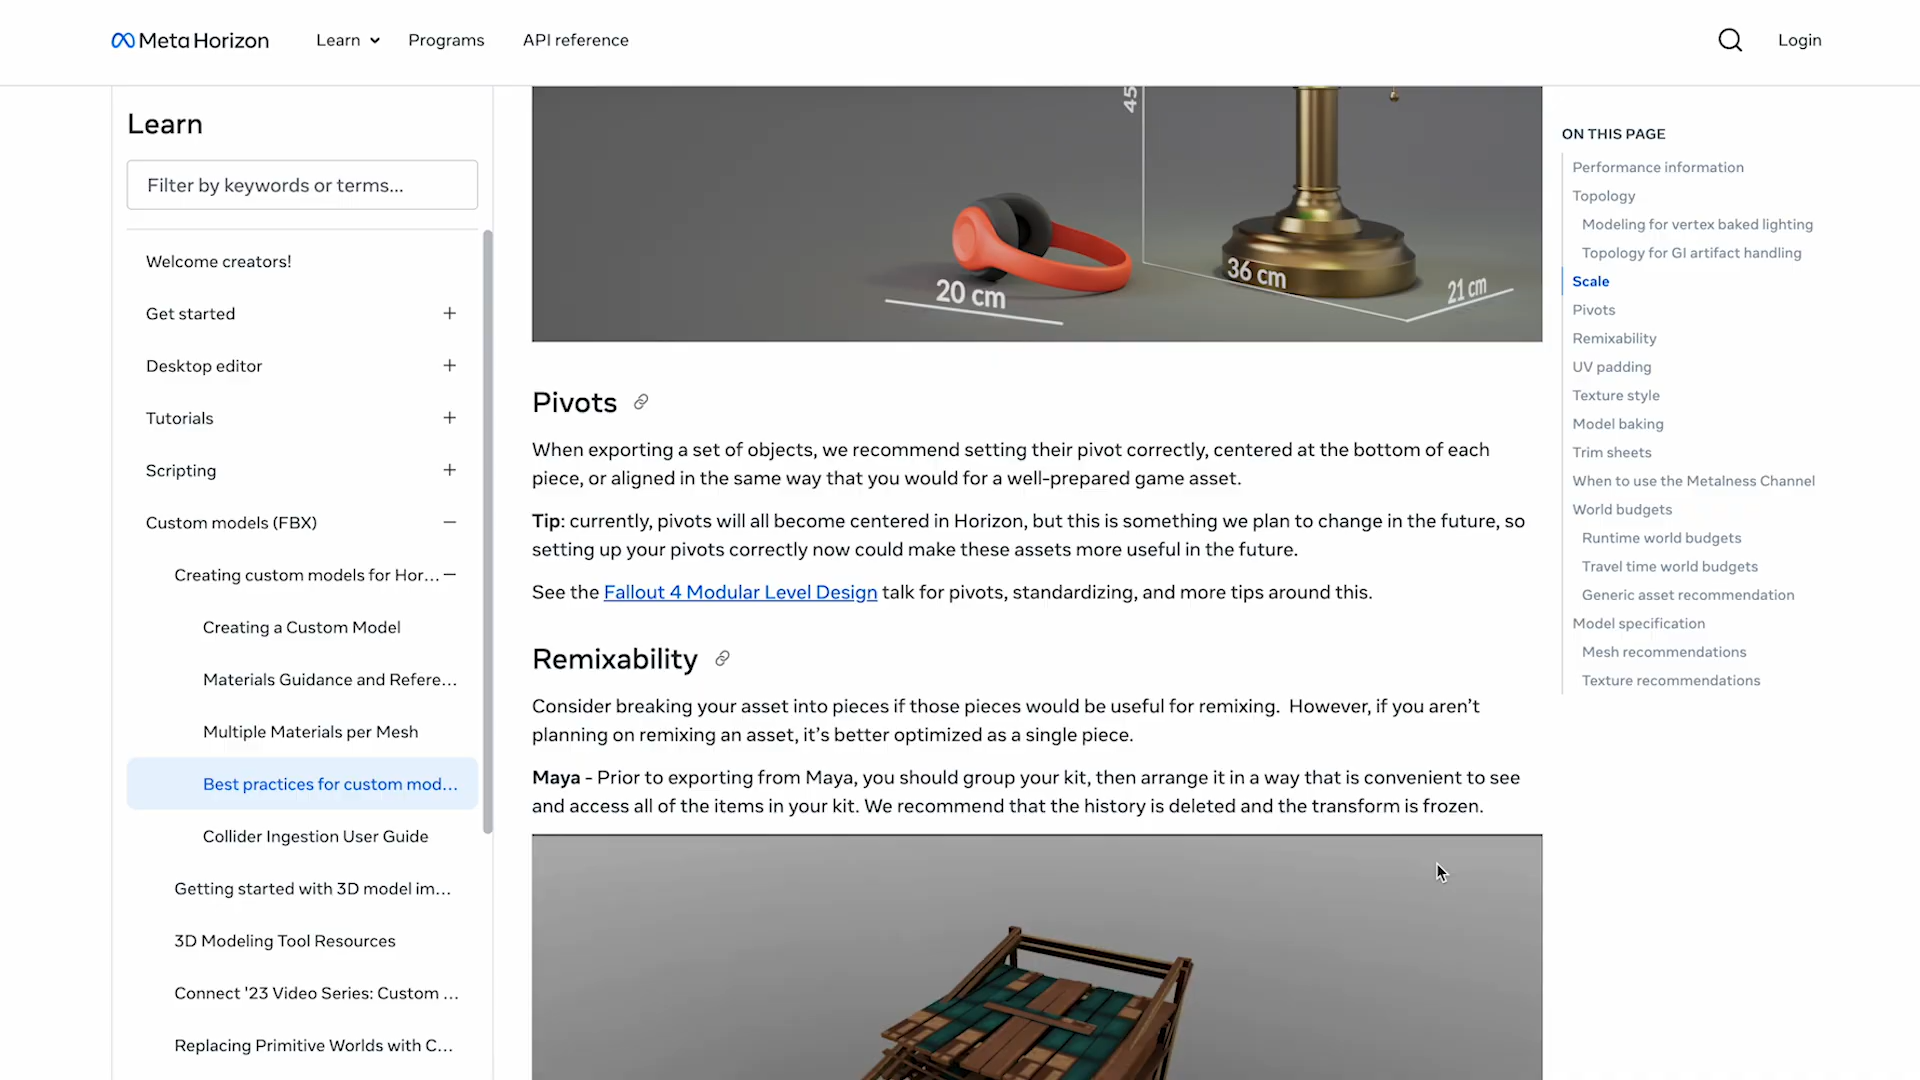 Meta Horizon
Learn
Programs
API reference
Login
Learn
Filter by keywords or terms...
Welcome creators!
Get started
Desktop editor
Tutorials
Scripting
Custom models (FBX)
Creating custom models for Hor...
Creating a Custom Model
Materials Guidance and Refere...
Multiple Materials per Mesh
Best practices for custom mod...
Collider Ingestion User Guide
Getting started with 3D model im...
3D Modeling Tool Resources
Connect '23 Video Series: Custom ...
Replacing Primitive Worlds with C...
45
20 cm
36 cm
21 cm
Pivots
When exporting a set of objects, we recommend setting their pivot correctly, centered at the bottom of each
piece, or aligned in the same way that you would for a well-prepared game asset.
Tip: currently, pivots will all become centered in Horizon, but this is something we plan to change in the future, so
setting up your pivots correctly now could make these assets more useful in the future.
See the Fallout 4 Modular Level Design talk for pivots, standardizing, and more tips around this.
Remixability
Consider breaking your asset into pieces if those pieces would be useful for remixing. However, if you aren’t
planning on remixing an asset, it’s better optimized as a single piece.
Maya - Prior to exporting from Maya, you should group your kit, then arrange it in a way that is convenient to see
and access all of the items in your kit. We recommend that the history is deleted and the transform is frozen.
ON THIS PAGE
Performance information
Topology
Modeling for vertex baked lighting
Topology for GI artifact handling
Scale
Pivots
Remixability
UV padding
Texture style
Model baking
Trim sheets
When to use the Metalness Channel
World budgets
Runtime world budgets
Travel time world budgets
Generic asset recommendation
Model specification
Mesh recommendations
Texture recommendations